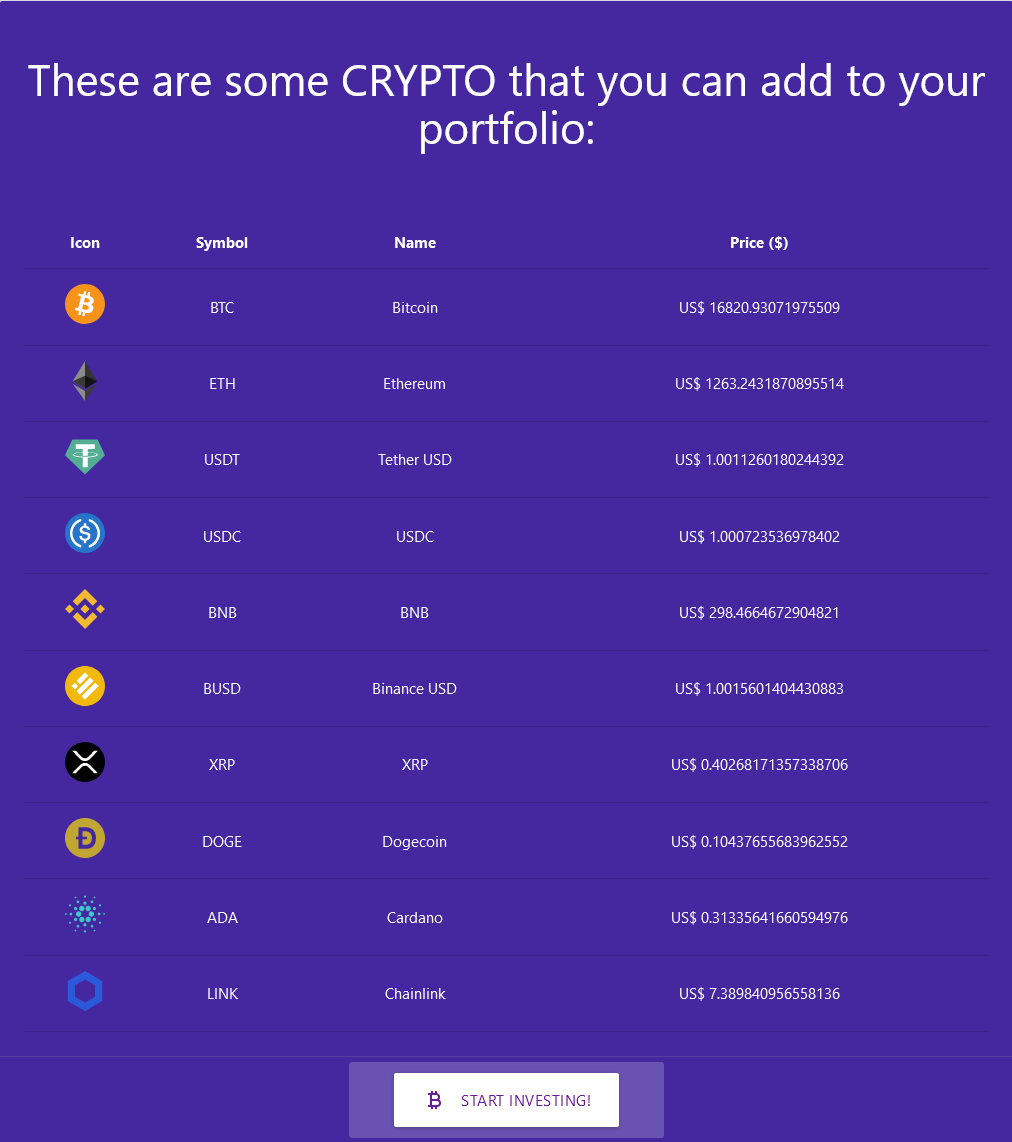 These are some CRYPTO that you can add to your
portfolio:
Icon Symbol Name Price ($)
BTC Bitcoin US$ 16820.93071975509
ETH Ethereum US$ 1263.2431870895514
USDT Tether USD US$ 1.0011260180244392
USDC USDC US$ 1.000723536978402
BNB BNB US$ 298.4664672904821
BUSD Binance USD US$ 1.0015601404430883
XRP XRP US$ 0.40268171357338706
DOGE Dogecoin US$ 0.10437655683962552
ADA Cardano US$ 0.31335641660594976
LINK Chainlink US$ 7.389840956558136
START INVESTING!